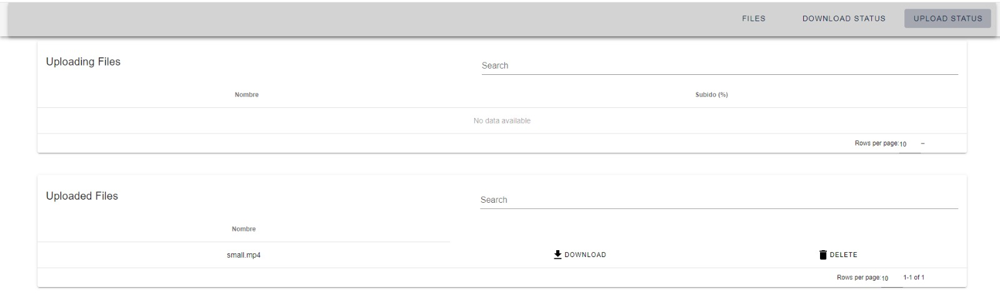 FILES DOWNLOAD STATUS UPLOAD STATUS
Uploading Files
Search
Nombre Subido (%)
No data available
Rows per page: 10 –
Uploaded Files
Search
Nombre
small.mp4 DOWNLOAD DELETE
Rows per page: 10 1-1 of 1